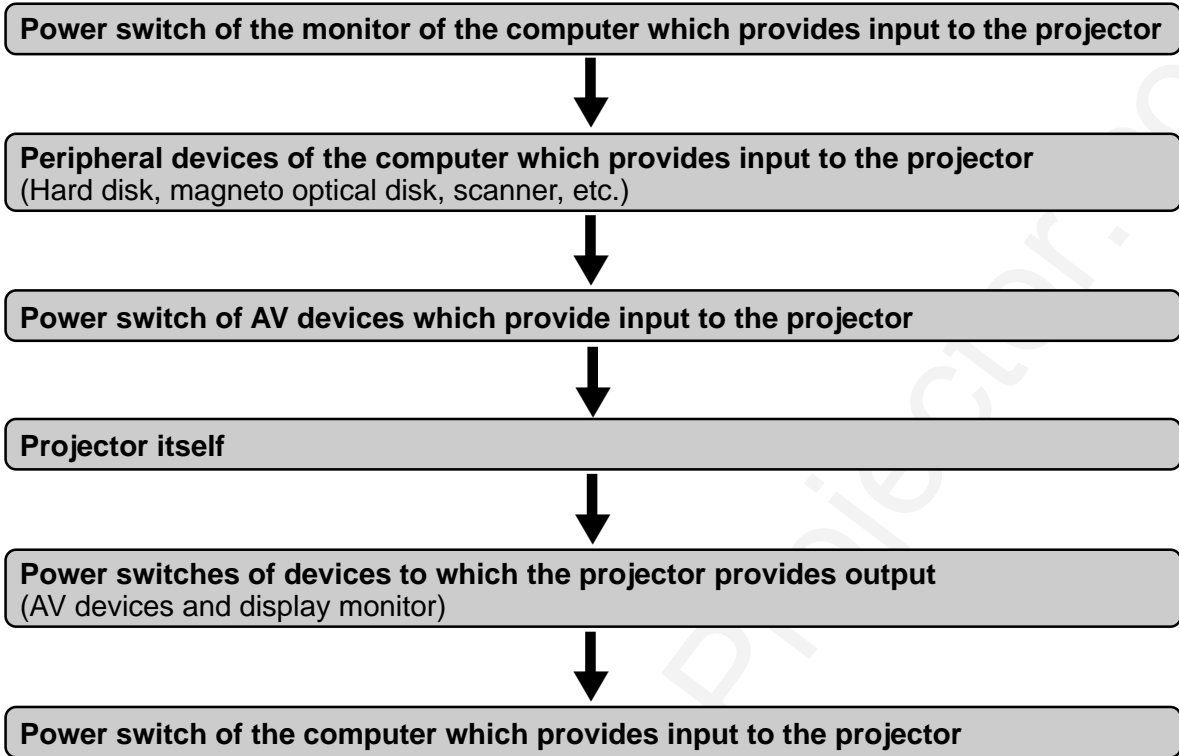 Power switch of the monitor of the computer which provides input to the projector
Peripheral devices of the computer which provides input to the projector
(Hard disk, magneto optical disk, scanner, etc.)
Power switch of AV devices which provide input to the projector
Projector itself
Power switches of devices to which the projector provides output
(AV devices and display monitor)
Power switch of the computer which provides input to the projector
Projector.